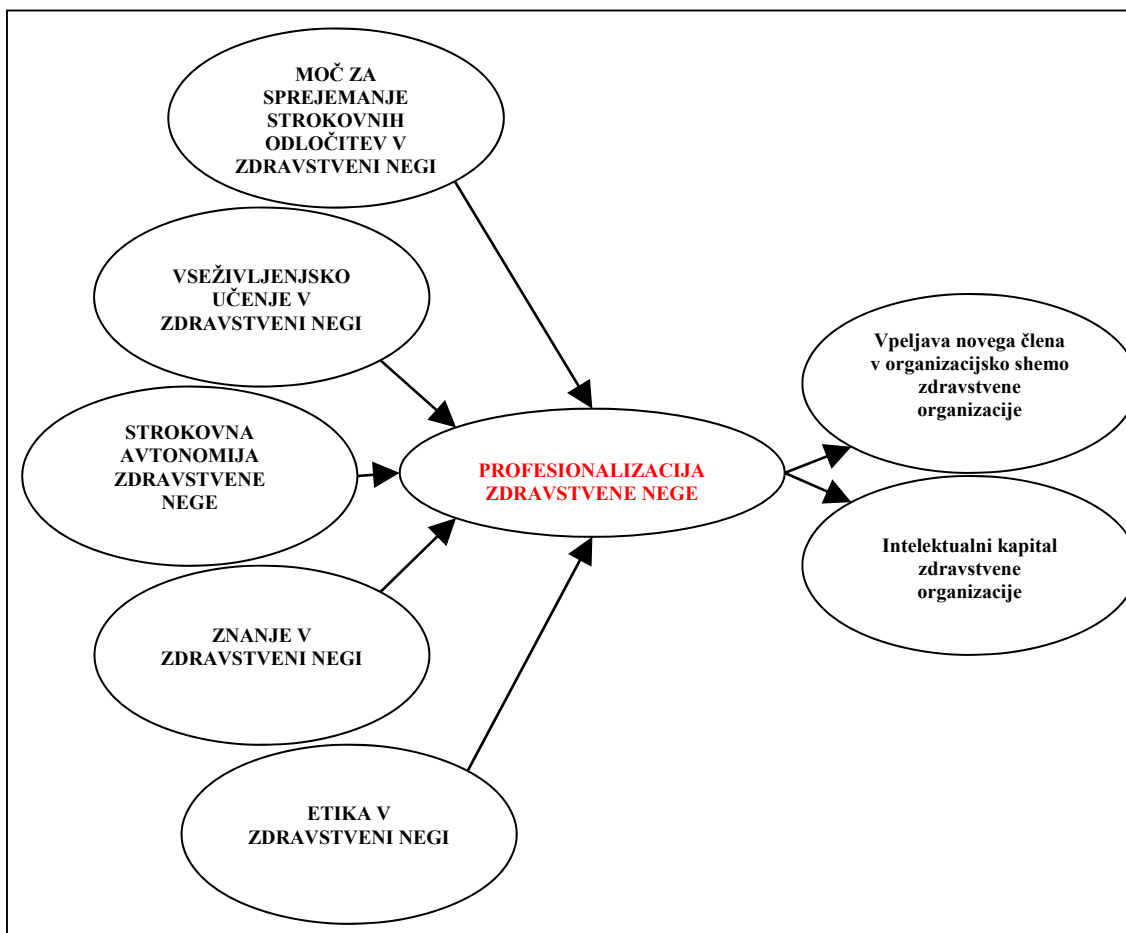 MOČ ZA
SPREJEMANJE
STROKOVNIH
ODLOČITEV V
ZDRAVSTVENI NEGI
VSEŽIVLJENJSKO
UČENJE V
ZDRAVSTVENI NEGI
STROKOVNA
AVTONOMIJA
ZDRAVSTVENE
NEGE
ZNANJE V
ZDRAVSTVENI NEGI
ETIKA V
ZDRAVSTVENI NEGI
PROFESIONALIZACIJA
ZDRAVSTVENE NEGE
Vpeljava novega člena
v organizacijsko shemo
zdravstvene
organizacije
Intelektualni kapital
zdravstvene
organizacije